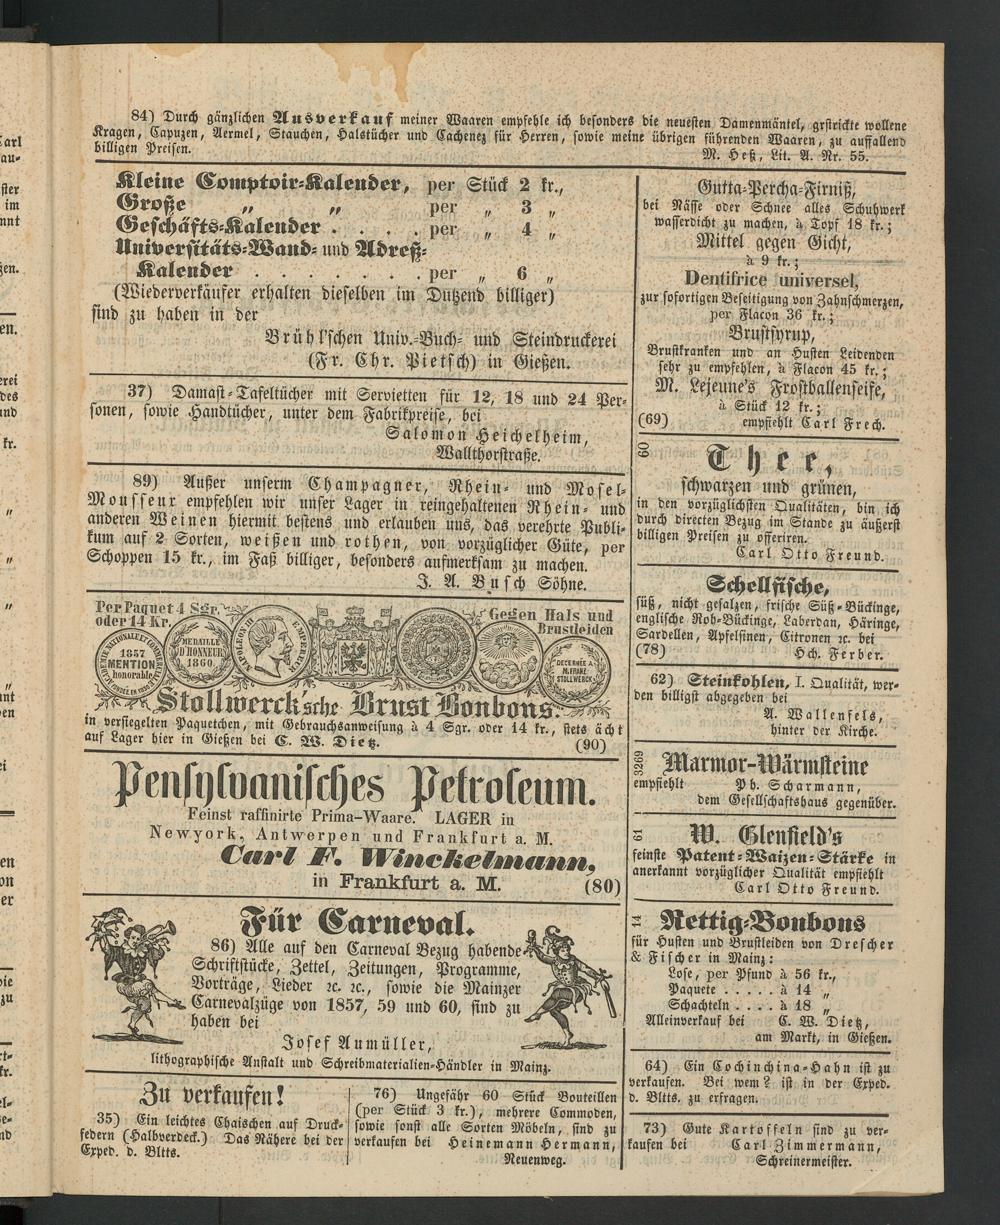 84) Durch gänzlichen Ausverkauf meiner Waaren empfehle ich besonders die neuesten Damenmäntel, grstrickte wollene
Kragen, Capuzen, Aermel, Stauchen, Halstücher und Cachenez für Herren, sowie meine übrigen führenden Waaren, zu auffallend
billigen Preisen.
M. Heß, Lit. A. Nr. 55.
Kleine Comptoir-Kalender, per Stück 2 kr.,
Große „ „ per „ 3 „
Geschäfts-Kalender . . . . per „ 4 „
Universitäts-Wand- und Adreß-
Kalender . . . . . . . per „ 6 „
(Wiederverkäufer erhalten dieselben im Dutzend billiger)
sind zu haben in der
Brühl'schen Univ.-Buch- und Steindruckerei
(Fr. Chr. Pietsch) in Gießen.
37) Damast-Tafeltücher mit Servietten für 12, 18 und 24 Per-
sonen, sowie Handtücher, unter dem Fabrikpreise, bei
Salomon Heichelheim,
Wallthorstraße.
89) Außer unserm Champagner, Rhein- und Mosel-
Mousseux empfehlen wir unser Lager in reingehaltenen Rhein- und
anderen Weinen hiermit bestens und erlauben uns, das verehrte Publi-
kum auf 2 Sorten, weißen und rothen, von vorzüglicher Güte, per
Schoppen 15 kr., im Faß billiger, besonders aufmerksam zu machen.
J. A. Busch Söhne.
Per Paquet 4 Sgr.
oder 14 Kr.
Gegen Hals und
Brustleiden
1857
MENTION
honorable
MEDAILLE
D'HONNEUR
1860
NAPOLEON III EMPEREUR
DECERNÉE A
M. FRANZ
STOLLWERCK
Stollwerck'sche Brust Bonbons.
in versiegelten Paquetchen, mit Gebrauchsanweisung à 4 Sgr. oder 14 kr., stets ächt
auf Lager hier in Gießen bei C. W. Dietz. (90)
Pensylvanisches Petroleum.
Feinst raffinirte Prima-Waare. LAGER in
Newyork, Antwerpen und Frankfurt a. M.
Carl F. Winckelmann,
in Frankfurt a. M. (80)
Für Carneval.
86) Alle auf den Carneval Bezug habende
Schriftstücke, Zettel, Zeitungen, Programme,
Vorträge, Lieder ꝛc. ꝛc., sowie die Mainzer
Carnevalzüge von 1857, 59 und 60, sind zu
haben bei
Josef Aumüller,
lithographische Anstalt und Schreibmaterialien-Händler in Mainz.
Zu verkaufen!
35) Ein leichtes Chaischen auf Druck-
federn (Halbverdeck.) Das Nähere bei der
Exped. d. Bltts.
76) Ungefähr 60 Stück Bouteillen
(per Stück 3 kr.), mehrere Commoden,
sowie sonst alle Sorten Möbeln, sind zu
verkaufen bei Heinemann Hermann,
Neuenweg.
Gutta-Percha-Firniß,
bei Nässe oder Schnee alles Schuhwerk
wasserdicht zu machen, à Topf 18 kr.;
Mittel gegen Gicht,
à 9 kr.;
Dentifrice universel,
zur sofortigen Beseitigung von Zahnschmerzen,
per Flacon 36 kr.;
Brustsyrup,
Brustkranken und an Husten Leidenden
sehr zu empfehlen, à Flacon 45 kr.;
M. Lejeune's Frostballenseife,
à Stück 12 kr.;
(69) empfiehlt Carl Frech.
60
Thee,
schwarzen und grünen,
in den vorzüglichsten Qualitäten, bin ich
durch directen Bezug im Stande zu äußerst
billigen Preisen zu offeriren.
Carl Otto Freund.
Schellfische,
süß, nicht gesalzen, frische Süß-Bückinge,
englische Roh-Bückinge, Laberdan, Häringe,
Sardellen, Apfelsinen, Citronen ꝛc. bei
(78) Hch. Ferber.
62) Steinkohlen, I. Qualität, wer-
den billigst abgegeben bei
A. Wallenfels,
hinter der Kirche.
3269
Marmor-Wärmsteine
empfiehlt Ph. Scharmann,
dem Gesellschaftshaus gegenüber.
61
W. Glenfield's
feinste Patent-Waizen-Stärke in
anerkannt vorzüglicher Qualität empfiehlt
Carl Otto Freund.
14
Rettig-Bonbons
für Husten und Brustleiden von Drescher
& Fischer in Mainz:
Lose, per Pfund à 56 kr.,
Paquete . . . . . à 14 „
Schachteln . . . . à 18 „
Alleinverkauf bei C. W. Dietz,
am Markt, in Gießen.
64) Ein Cochinchina-Hahn ist zu
verkaufen. Bei wem? ist in der Exped.
d. Bltts. zu erfragen.
73) Gute Kartoffeln sind zu ver-
kaufen bei Carl Zimmermann,
Schreinermeister.